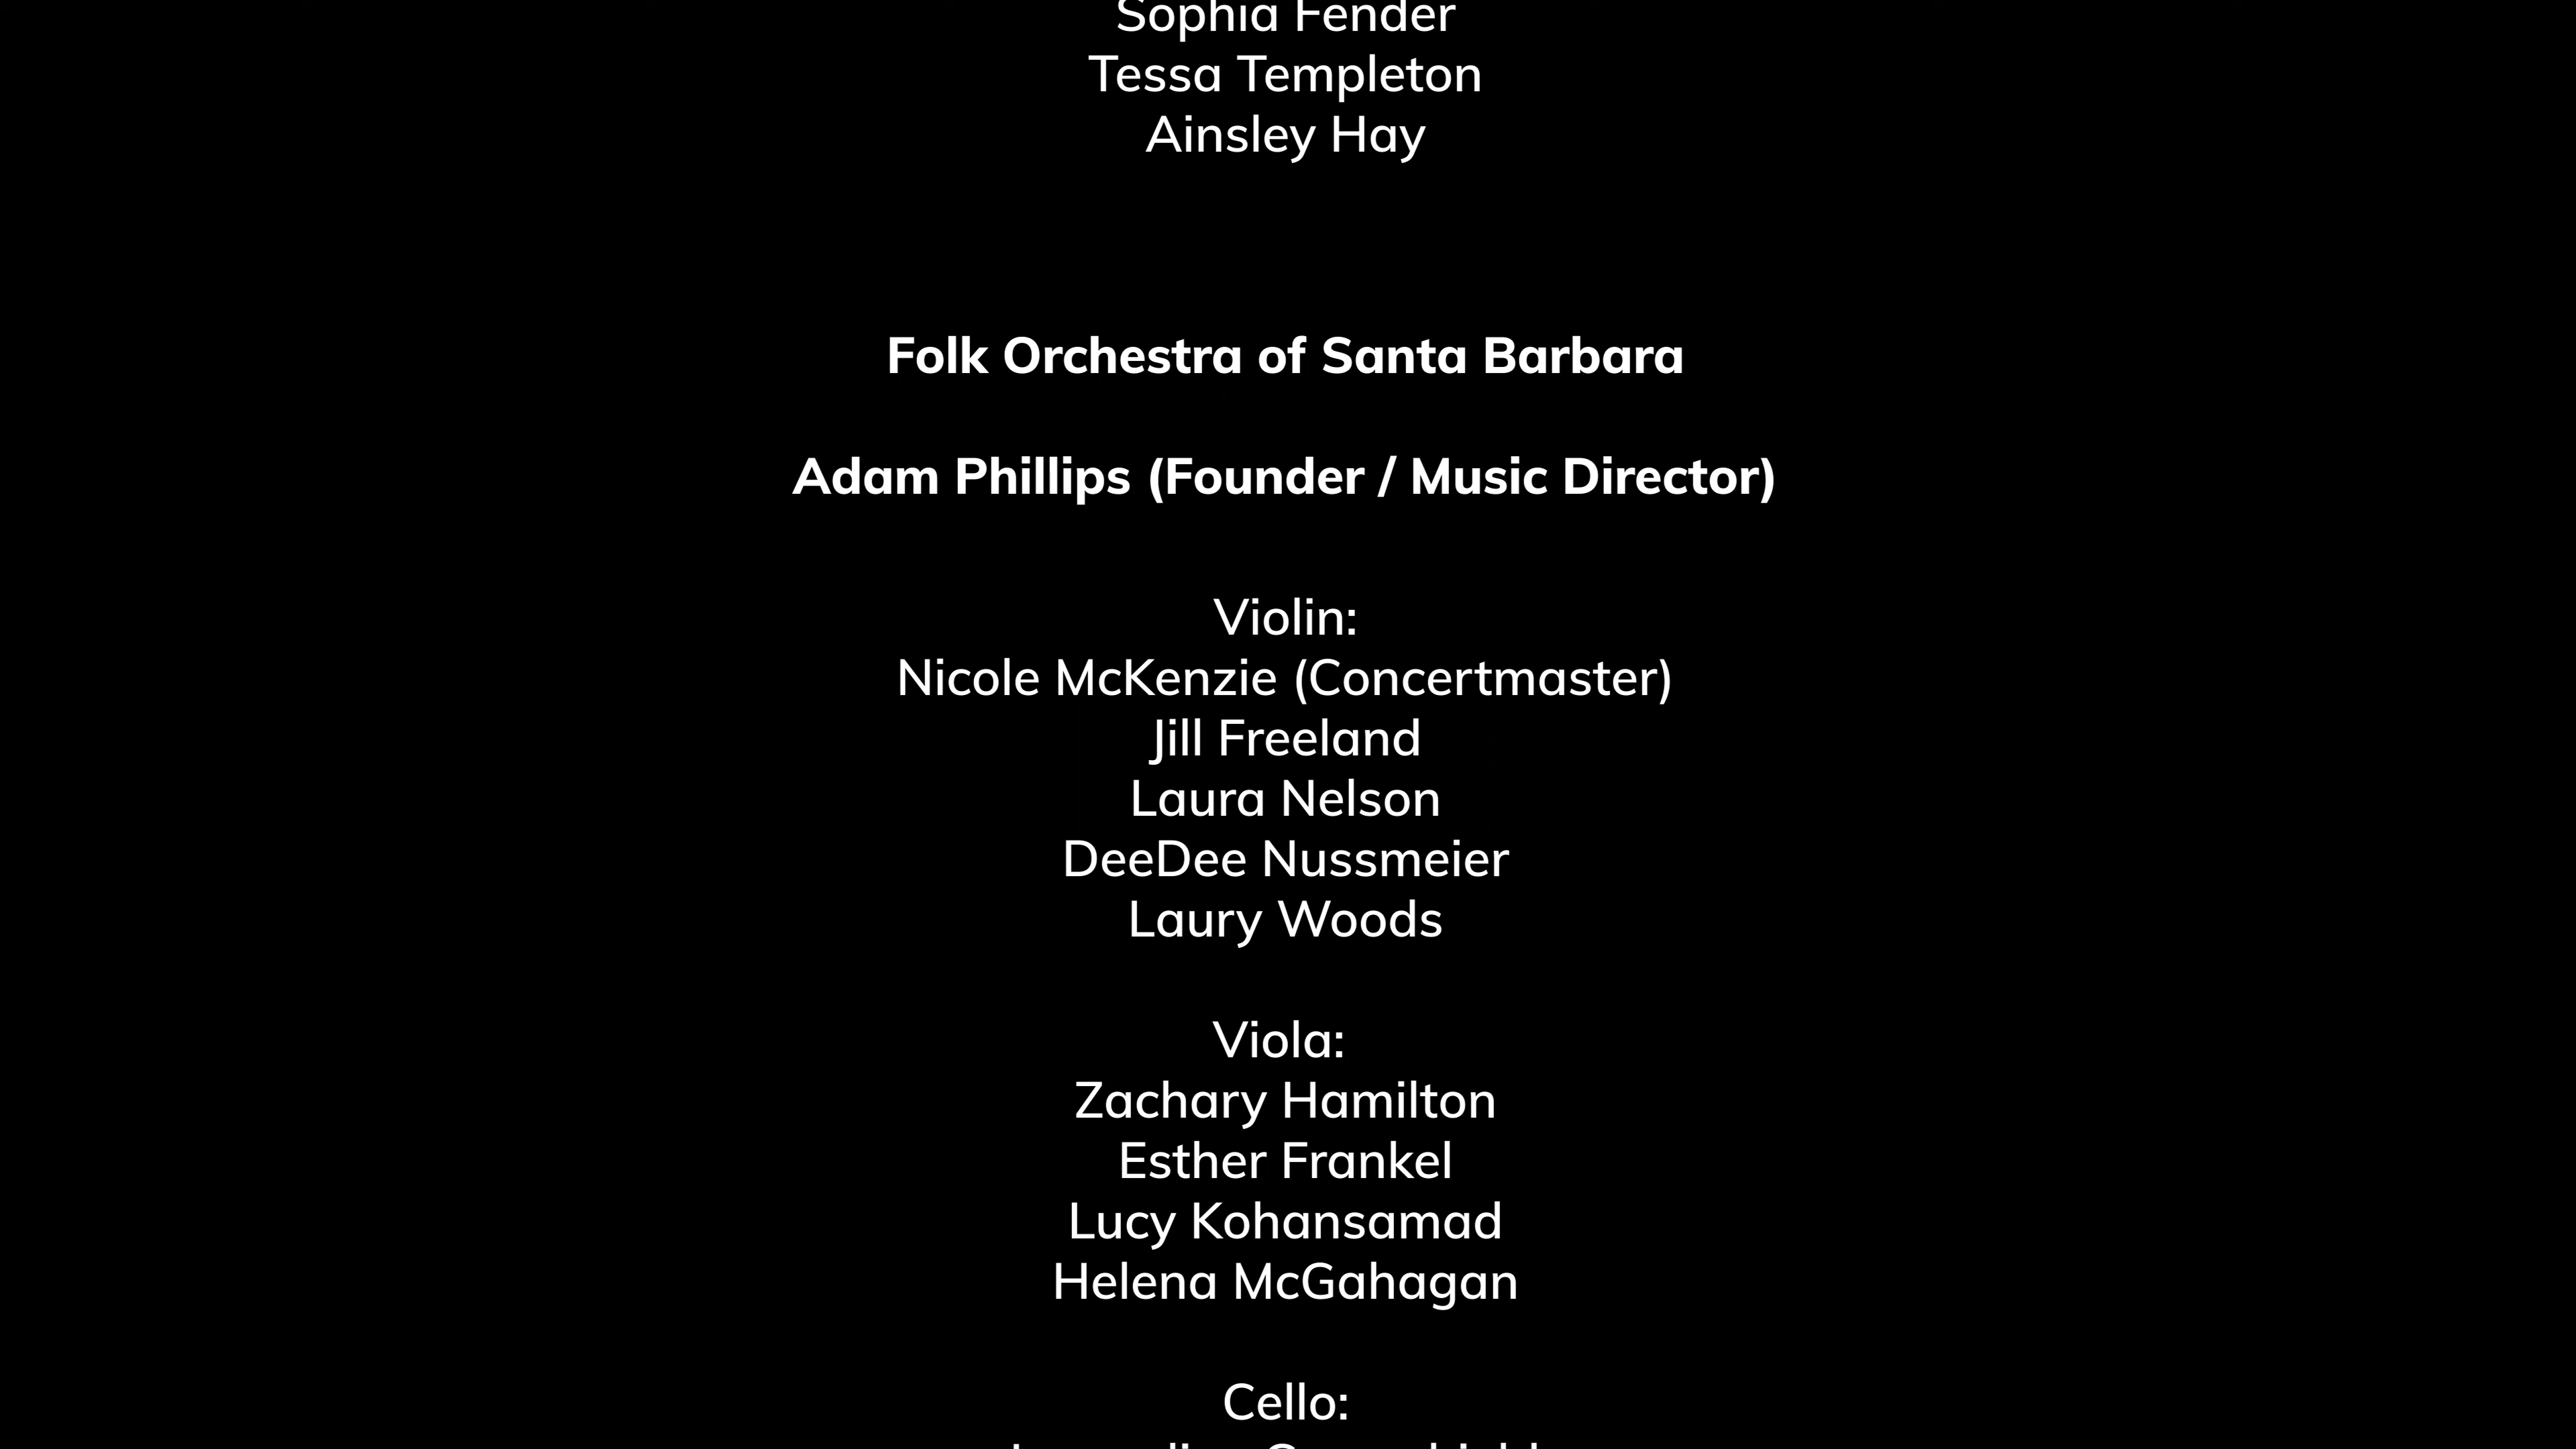 Sophia Fender
Tessa Templeton
Ainsley Hay
Folk Orchestra of Santa Barbara
Adam Phillips (Founder / Music Director)
Violin:
Nicole McKenzie (Concertmaster)
Jill Freeland
Laura Nelson
DeeDee Nussmeier
Laury Woods
Viola:
Zachary Hamilton
Esther Frankel
Lucy Kohansamad
Helena McGahagan
Cello: